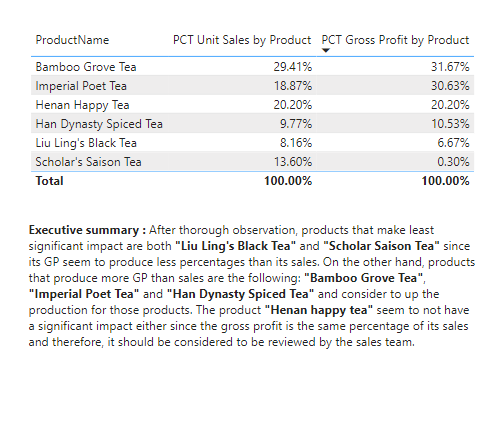 ProductName PCT Unit Sales by Product PCT Gross Profit by Product
Bamboo Grove Tea 29.41% 31.67%
Imperial Poet Tea 18.87% 30.63%
Henan Happy Tea 20.20% 20.20%
Han Dynasty Spiced Tea 9.77% 10.53%
Liu Ling's Black Tea 8.16% 6.67%
Scholar's Saison Tea 13.60% 0.30%
Total 100.00% 100.00%
Executive summary : After thorough observation, products that make least
significant impact are both "Liu Ling's Black Tea" and "Scholar Saison Tea" since
its GP seem to produce less percentages than its sales. On the other hand, products
that produce more GP than sales are the following: "Bamboo Grove Tea",
"Imperial Poet Tea" and "Han Dynasty Spiced Tea" and consider to up the
production for those products. The product "Henan happy tea" seem to not have
a significant impact either since the gross profit is the same percentage of its sales
and therefore, it should be considered to be reviewed by the sales team.